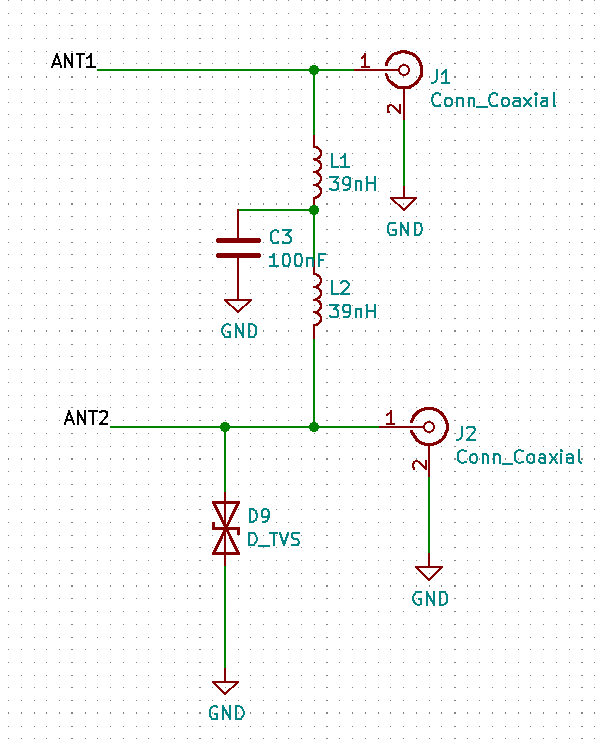 ANT1
1
J1
Conn_Coaxial
2
L1
39nH
GND
C3
100nF
L2
39nH
GND
ANT2
1
J2
Conn_Coaxial
2
D9
D_TVS
GND
GND